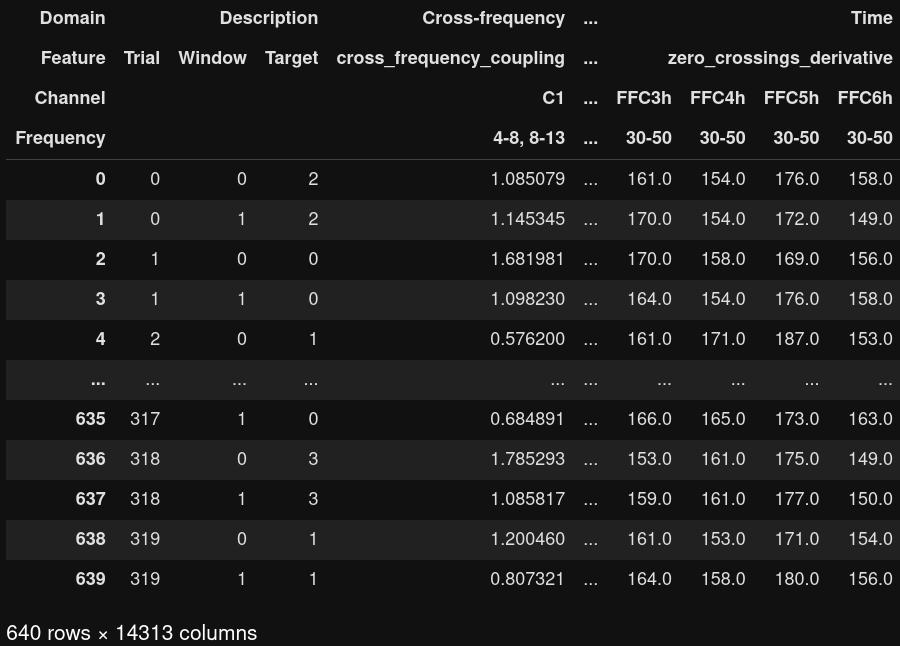 Domain Description Cross-frequency ... Time
Feature Trial Window Target cross_frequency_coupling ... zero_crossings_derivative
Channel C1 ... FFC3h FFC4h FFC5h FFC6h
Frequency 4-8, 8-13 ... 30-50 30-50 30-50 30-50
0 0 0 2 1.085079 ... 161.0 154.0 176.0 158.0
1 0 1 2 1.145345 ... 170.0 154.0 172.0 149.0
2 1 0 0 1.681981 ... 170.0 158.0 169.0 156.0
3 1 1 0 1.098230 ... 164.0 154.0 176.0 158.0
4 2 0 1 0.576200 ... 161.0 171.0 187.0 153.0
... ... ... ... ... ... ... ... ... ...
635 317 1 0 0.684891 ... 166.0 165.0 173.0 163.0
636 318 0 3 1.785293 ... 153.0 161.0 175.0 149.0
637 318 1 3 1.085817 ... 159.0 161.0 177.0 150.0
638 319 0 1 1.200460 ... 161.0 153.0 171.0 154.0
639 319 1 1 0.807321 ... 164.0 158.0 180.0 156.0
640 rows × 14313 columns